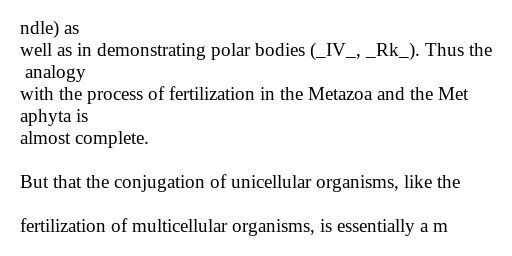 ndle) as
well as in demonstrating polar bodies (_IV_, _Rk_). Thus the
analogy
with the process of fertilization in the Metazoa and the Met
aphyta is
almost complete.
But that the conjugation of unicellular organisms, like the
fertilization of multicellular organisms, is essentially a m